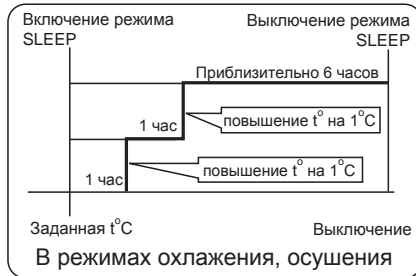 Включение режима
SLEEP
Выключение режима
SLEEP
Приблизительно 6 часов
1 час
повышение t° на 1°C
1 час
повышение t° на 1°C
Заданная t°C
Выключение
В режимах охлажения, осушения